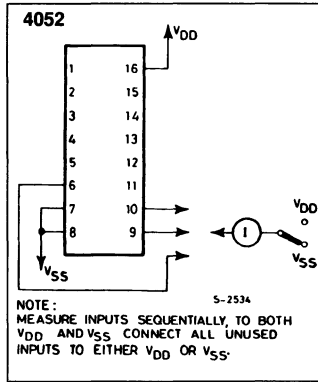 4052
VDD
1 16
2 15
3 14
4 13
5 12
6 11
7 10
8 9
VSS
I
VDD
VSS
S-2534
NOTE:
MEASURE INPUTS SEQUENTIALLY, TO BOTH
VDD AND VSS CONNECT ALL UNUSED
INPUTS TO EITHER VDD OR VSS.